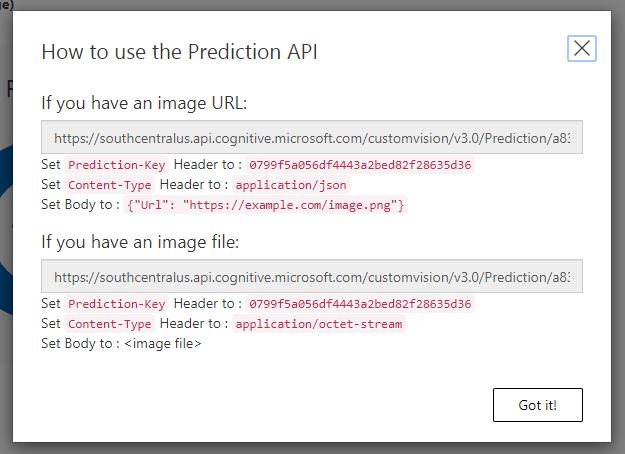 ge)
How to use the Prediction API
If you have an image URL:
https://southcentralus.api.cognitive.microsoft.com/customvision/v3.0/Prediction/a83
Set Prediction-Key Header to : 0799f5a056df4443a2bed82f28635d36
Set Content-Type Header to : application/json
Set Body to : {"Url": "https://example.com/image.png"}
If you have an image file:
https://southcentralus.api.cognitive.microsoft.com/customvision/v3.0/Prediction/a83
Set Prediction-Key Header to : 0799f5a056df4443a2bed82f28635d36
Set Content-Type Header to : application/octet-stream
Set Body to : <image file>
Got it!